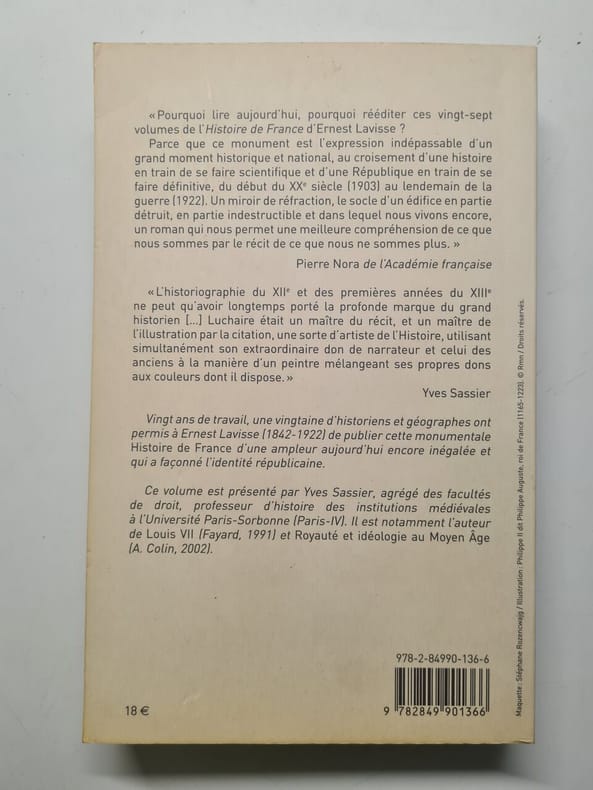 « Pourquoi lire aujourd'hui, pourquoi rééditer ces vingt-sept
volumes de l'Histoire de France d'Ernest Lavisse ?
Parce que ce monument est l'expression indépassable d'un
grand moment historique et national, au croisement d'une histoire
en train de se faire scientifique et d'une République en train de se
faire définitive, du début du XXe siècle (1903) au lendemain de la
guerre (1922). Un miroir de réfraction, le socle d'un édifice en partie
détruit, en partie indestructible et dans lequel nous vivons encore,
un roman qui nous permet une meilleure compréhension de ce que
nous sommes par le récit de ce que nous ne sommes plus. »
Pierre Nora de l'Académie française
« L'historiographie du XIIe et des premières années du XIIIe
ne peut qu'avoir longtemps porté la profonde marque du grand
historien [...] Luchaire était un maître du récit, et un maître de
l'illustration par la citation, une sorte d'artiste de l'Histoire, utilisant
simultanément son extraordinaire don de narrateur et celui des
anciens à la manière d'un peintre mélangeant ses propres dons
aux couleurs dont il dispose. »
Yves Sassier
Vingt ans de travail, une vingtaine d'historiens et géographes ont
permis à Ernest Lavisse (1842-1922) de publier cette monumentale
Histoire de France d'une ampleur aujourd'hui encore inégalée et
qui a façonné l'identité républicaine.
Ce volume est présenté par Yves Sassier, agrégé des facultés
de droit, professeur d'histoire des institutions médiévales
à l'Université Paris-Sorbonne (Paris-IV). Il est notamment l'auteur
de Louis VII (Fayard, 1991) et Royauté et idéologie au Moyen Âge
(A. Colin, 2002).
978-2-84990-136-6
9 782849 901366
18 €
Maquette : Stéphane Rozencwajg / Illustration : Philippe II dit Philippe Auguste, roi de France (1165-1223). © Rmn / Droits réservés.